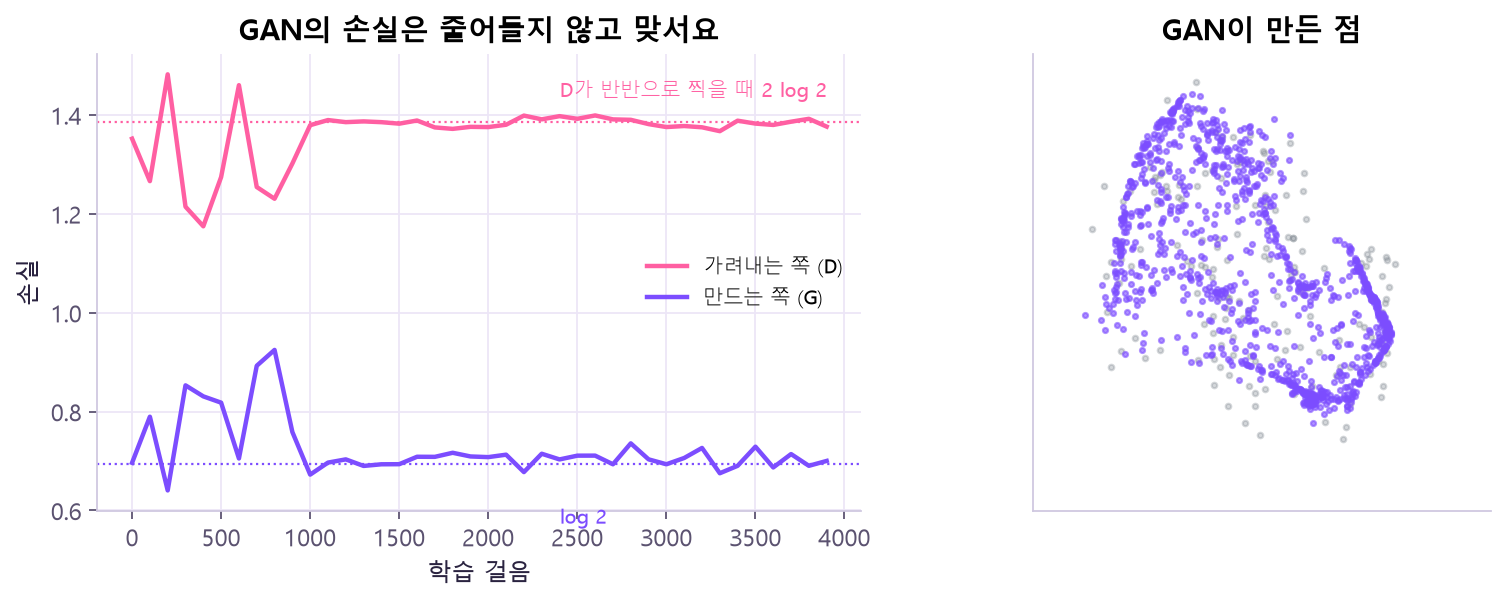 GAN의 손실은 줄어들지 않고 맞서요
D가 반반으로 찍을 때 2 log 2
1.4
1.2
1.0
0.8
0.6
손실
가려내는 쪽 (D)
만드는 쪽 (G)
log 2
0 500 1000 1500 2000 2500 3000 3500 4000
학습 걸음
GAN이 만든 점